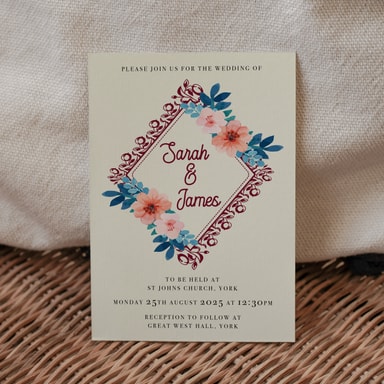 PLEASE JOIN US FOR THE WEDDING OF
Sarah
&
James
TO BE HELD AT
ST JOHNS CHURCH, YORK
MONDAY 25TH AUGUST 2025 AT 12:30PM
RECEPTION TO FOLLOW AT
GREAT WEST HALL, YORK